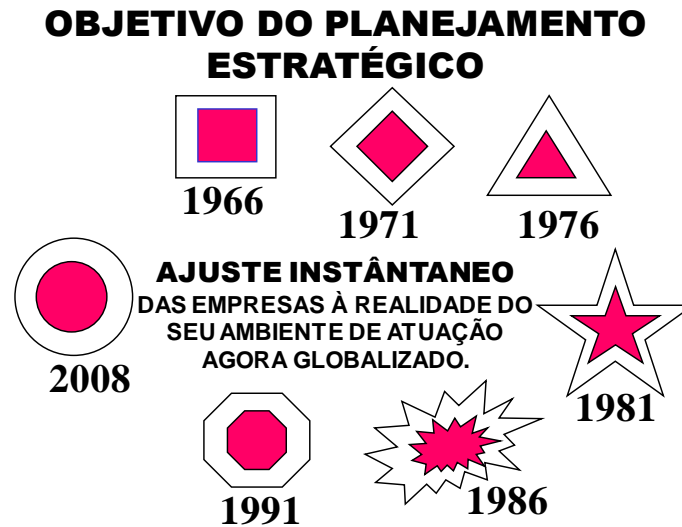 OBJETIVO DO PLANEJAMENTO
ESTRATÉGICO
1966
1971
1976
AJUSTE INSTÂNTANEO
DAS EMPRESAS À REALIDADE DO
SEU AMBIENTE DE ATUAÇÃO
AGORA GLOBALIZADO.
2008
1981
1991
1986